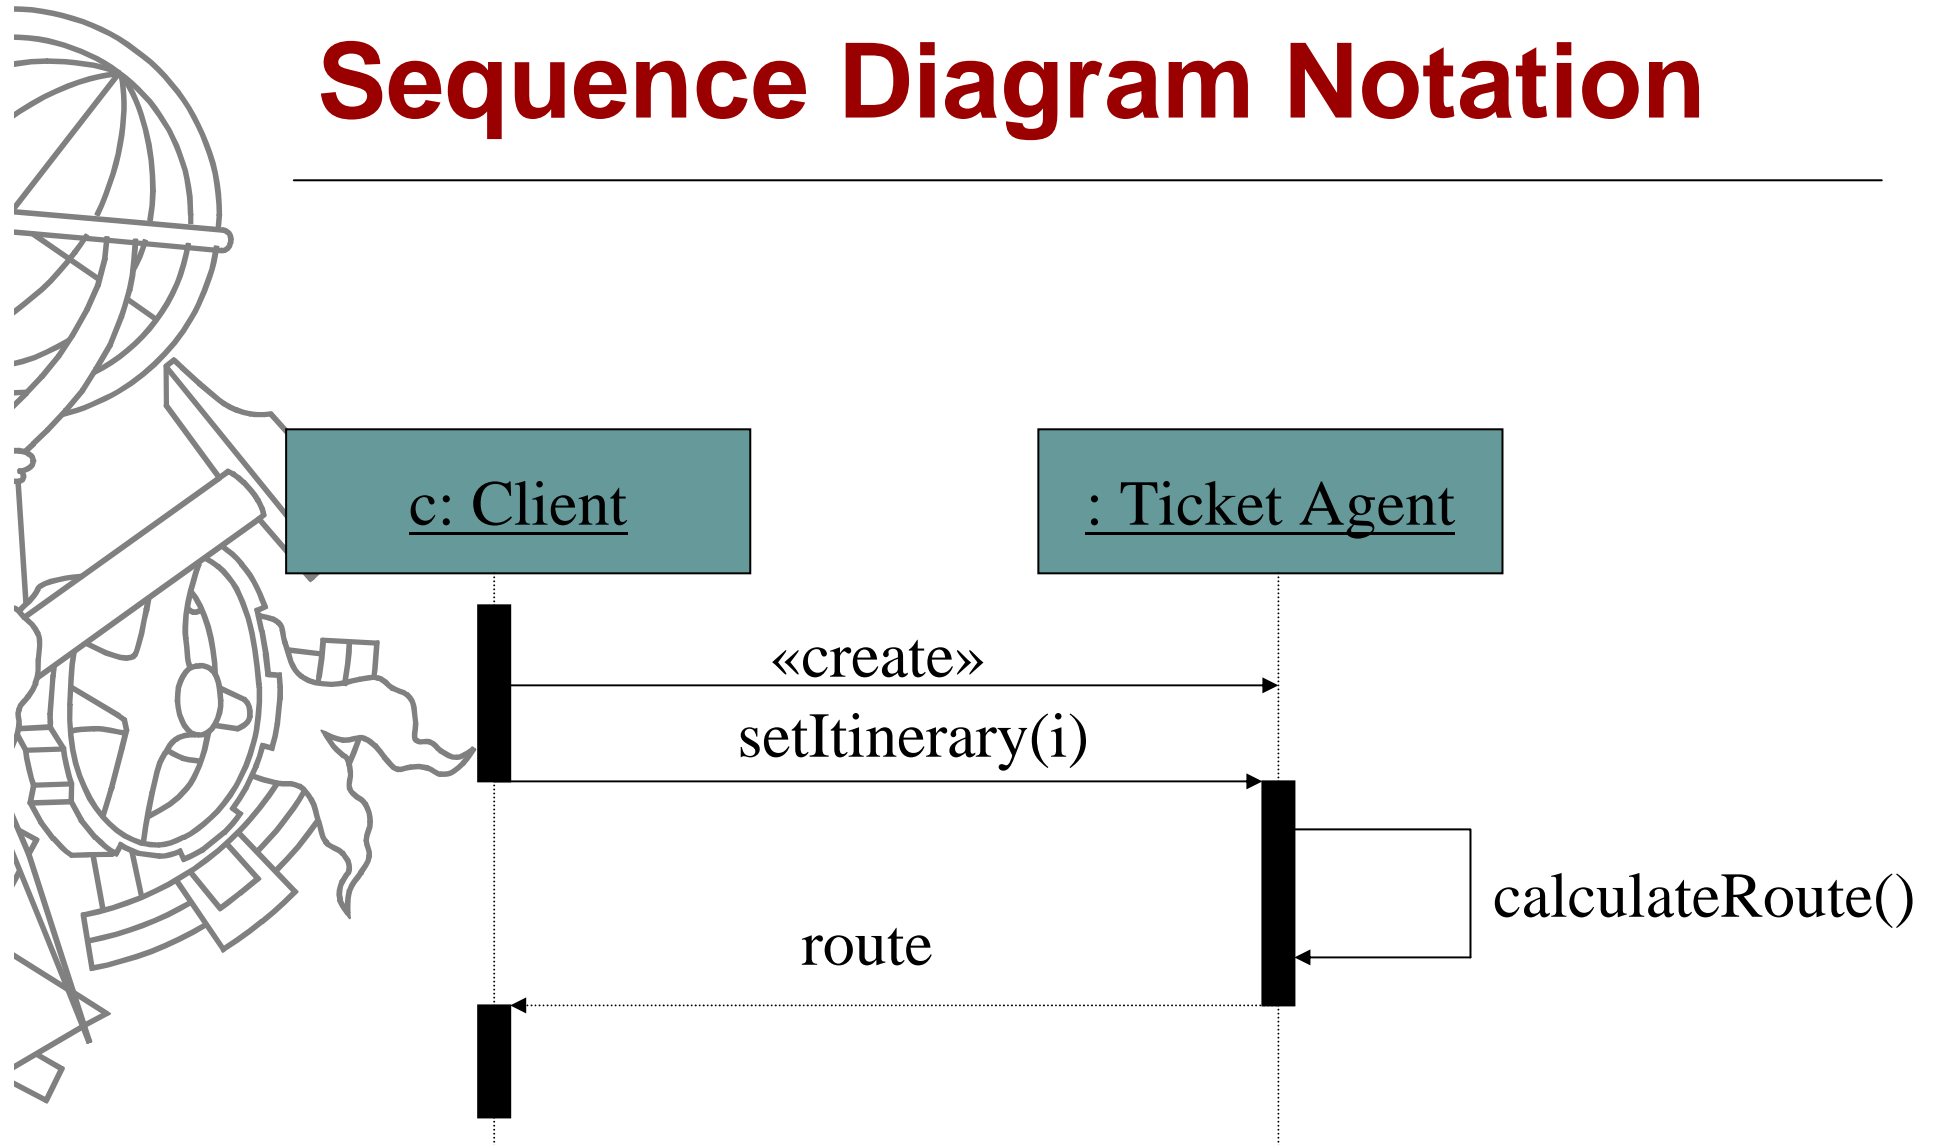 Sequence Diagram Notation
c: Client
: Ticket Agent
«create»
setItinerary(i)
calculateRoute()
route